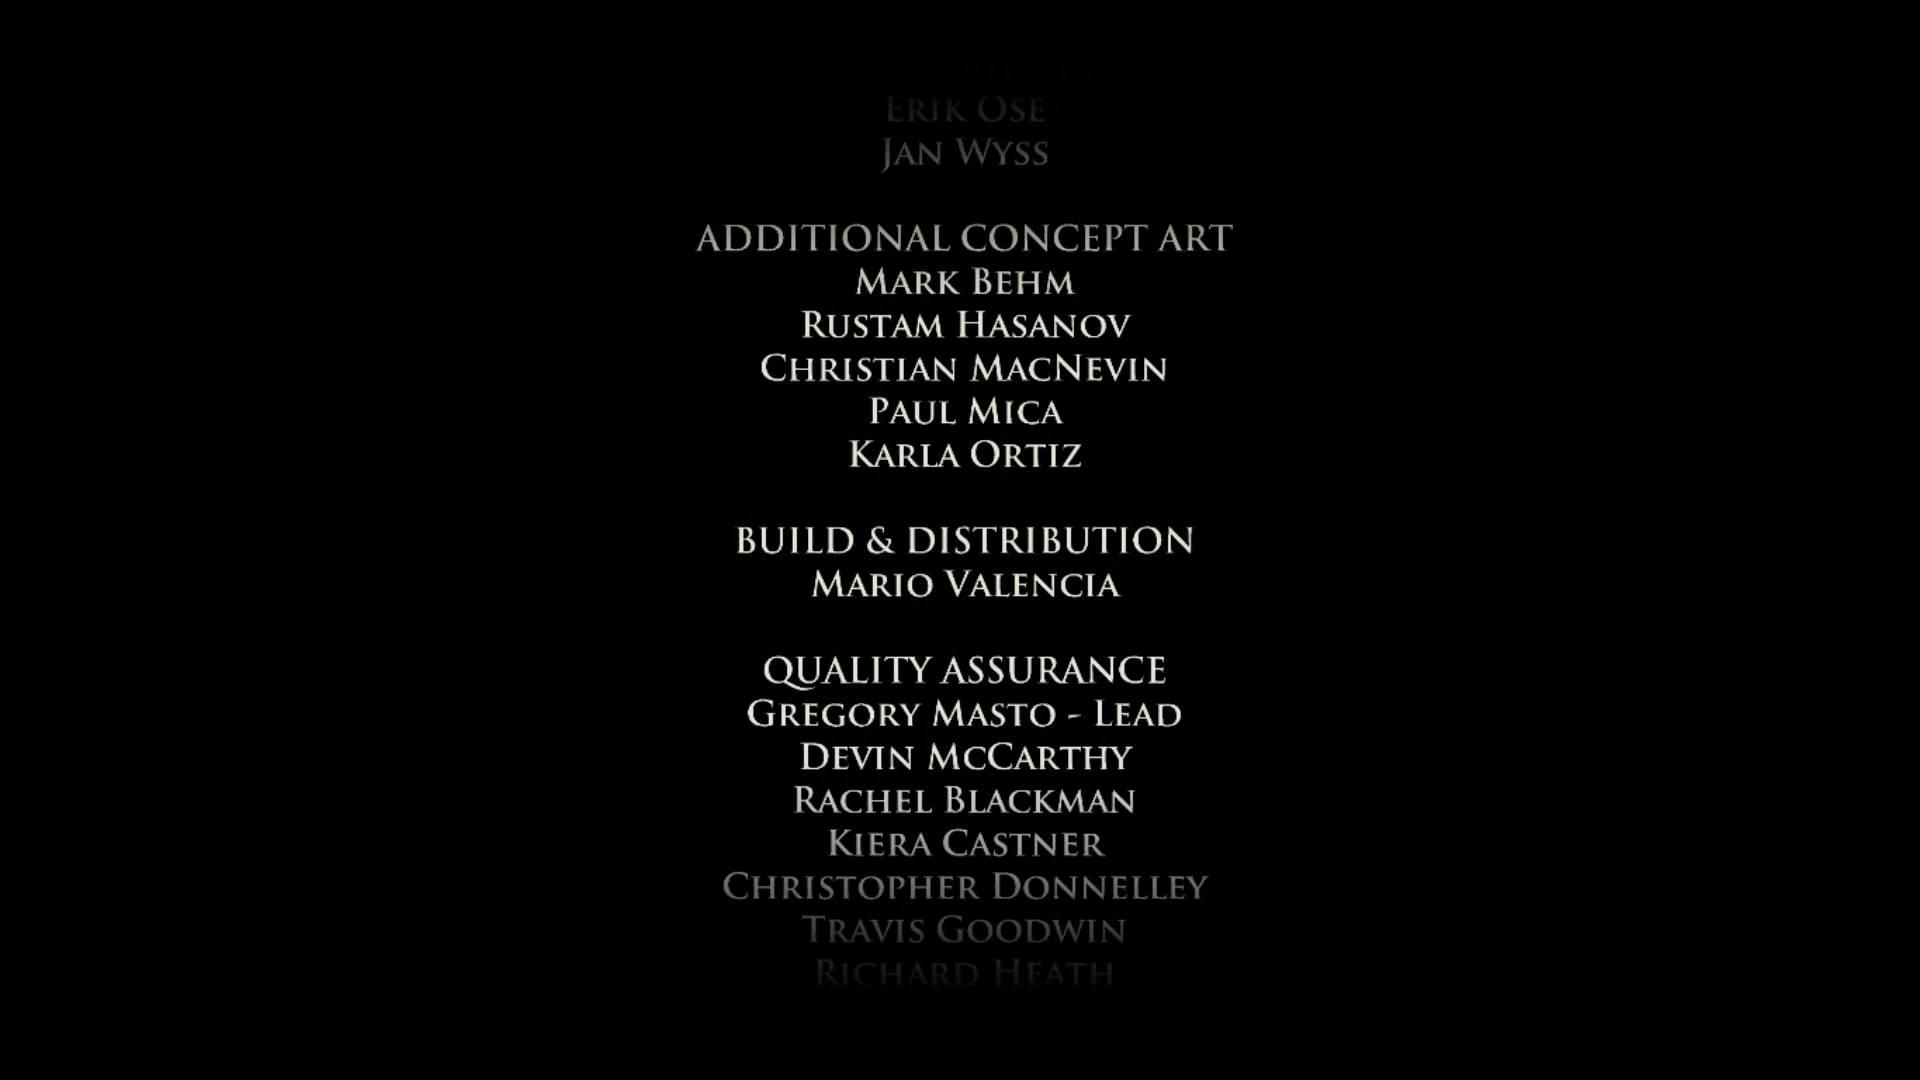 Erik Ose
Jan Wyss
ADDITIONAL CONCEPT ART
Mark Behm
Rustam Hasanov
Christian MacNevin
Paul Mica
Karla Ortiz
BUILD & DISTRIBUTION
Mario Valencia
QUALITY ASSURANCE
Gregory Masto - Lead
Devin McCarthy
Rachel Blackman
Kiera Castner
Christopher Donnelley
Travis Goodwin
Richard Heath